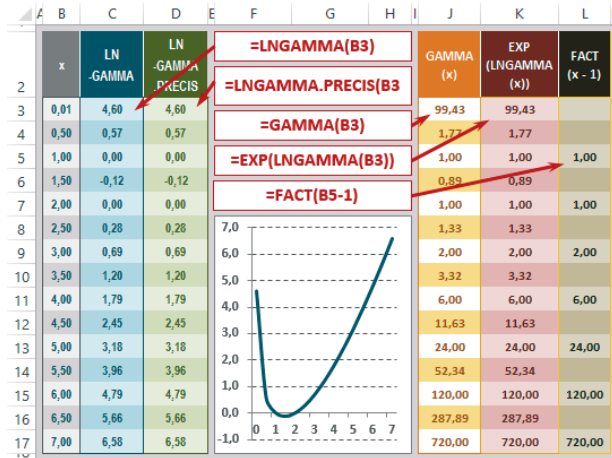 A B C D E F G H I J K L
2 x LN -GAMMA LN -GAMMA -PRECIS GAMMA (x) EXP (LNGAMMA (x)) FACT (x - 1)
=LNGAMMA(B3)
=LNGAMMA.PRECIS(B3
=GAMMA(B3)
=EXP(LNGAMMA(B3))
=FACT(B5-1)
3 0,01 4,60 4,60 99,43 99,43
4 0,50 0,57 0,57 1,77 1,77
5 1,00 0,00 0,00 1,00 1,00 1,00
6 1,50 -0,12 -0,12 0,89 0,89
7 2,00 0,00 0,00 1,00 1,00 1,00
8 2,50 0,28 0,28 1,33 1,33
9 3,00 0,69 0,69 2,00 2,00 2,00
10 3,50 1,20 1,20 3,32 3,32
11 4,00 1,79 1,79 6,00 6,00 6,00
12 4,50 2,45 2,45 11,63 11,63
13 5,00 3,18 3,18 24,00 24,00 24,00
14 5,50 3,96 3,96 52,34 52,34
15 6,00 4,79 4,79 120,00 120,00 120,00
16 6,50 5,66 5,66 287,89 287,89
17 7,00 6,58 6,58 720,00 720,00 720,00
7,0
6,0
5,0
4,0
3,0
2,0
1,0
0,0
-1,0
0 1 2 3 4 5 6 7